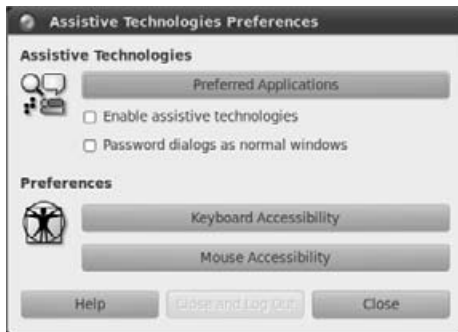 Assistive Technologies Preferences
Assistive Technologies
Preferred Applications
Enable assistive technologies
Password dialogs as normal windows
Preferences
Keyboard Accessibility
Mouse Accessibility
Help Close and Log Out Close